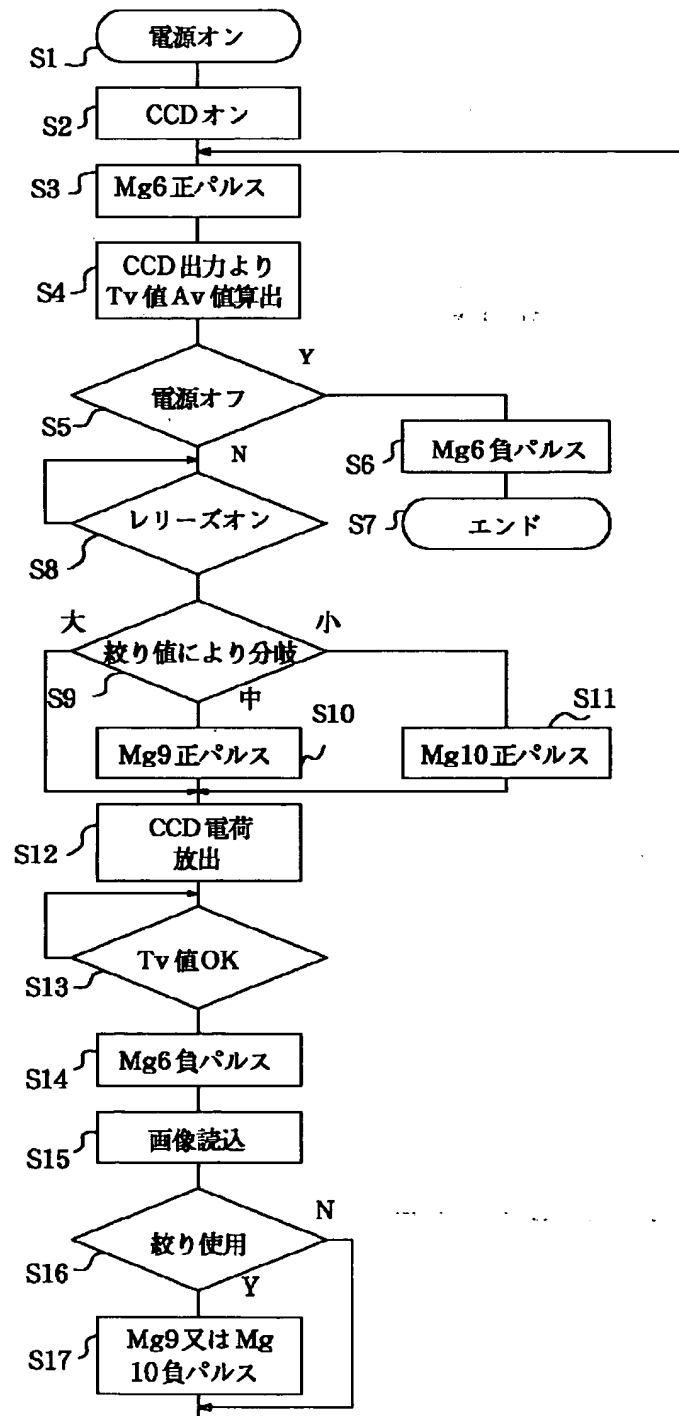 電源オン
S1
CCDオン
S2
S3
Mg6正パルス
CCD出力より
Tv値Av値算出
S4
Y
電源オフ
S5
N
Mg6負パルス
S6
レリーズオン
S8
エンド
S7
大
小
絞り値により分岐
S9
中
S10
S11
Mg9正パルス
Mg10正パルス
CCD電荷
放出
S12
Tv値OK
S13
Mg6負パルス
S14
画像読込
S15
N
絞り使用
S16
Y
Mg9又はMg
10負パルス
S17